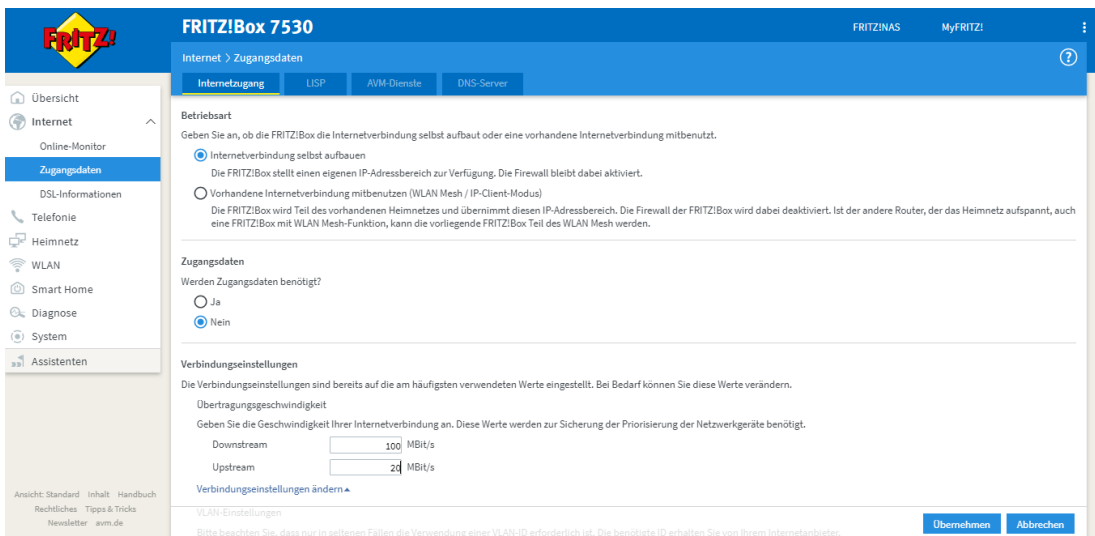 FRITZ!
FRITZ!Box 7530
FRITZ!NAS
MyFRITZ!
Internet > Zugangsdaten
?
Internetzugang
LISP
AVM-Dienste
DNS-Server
Übersicht
Internet
Online-Monitor
Zugangsdaten
DSL-Informationen
Telefonie
Heimnetz
WLAN
Smart Home
Diagnose
System
Assistenten
Ansicht: Standard Inhalt Handbuch
Rechtliches Tipps & Tricks
Newsletter avm.de
Betriebsart
Geben Sie an, ob die FRITZ!Box die Internetverbindung selbst aufbaut oder eine vorhandene Internetverbindung mitbenutzt.
Internetverbindung selbst aufbauen
Die FRITZ!Box stellt einen eigenen IP-Adressbereich zur Verfügung. Die Firewall bleibt dabei aktiviert.
Vorhandene Internetverbindung mitbenutzen (WLAN Mesh / IP-Client-Modus)
Die FRITZ!Box wird Teil des vorhandenen Heimnetzes und übernimmt diesen IP-Adressbereich. Die Firewall der FRITZ!Box wird dabei deaktiviert. Ist der andere Router, der das Heimnetz aufspannt, auch
eine FRITZ!Box mit WLAN Mesh-Funktion, kann die vorliegende FRITZ!Box Teil des WLAN Mesh werden.
Zugangsdaten
Werden Zugangsdaten benötigt?
Ja
Nein
Verbindungseinstellungen
Die Verbindungseinstellungen sind bereits auf die am häufigsten verwendeten Werte eingestellt. Bei Bedarf können Sie diese Werte verändern.
Übertragungsgeschwindigkeit
Geben Sie die Geschwindigkeit Ihrer Internetverbindung an. Diese Werte werden zur Sicherung der Priorisierung der Netzwerkgeräte benötigt.
Downstream 100 MBit/s
Upstream 20 MBit/s
Verbindungseinstellungen ändern
VLAN-Einstellungen
Bitte beachten Sie, dass nur in seltenen Fällen die Verwendung einer VLAN-ID erforderlich ist. Die benötigte ID erhalten Sie von Ihrem Internetanbieter.
Übernehmen
Abbrechen